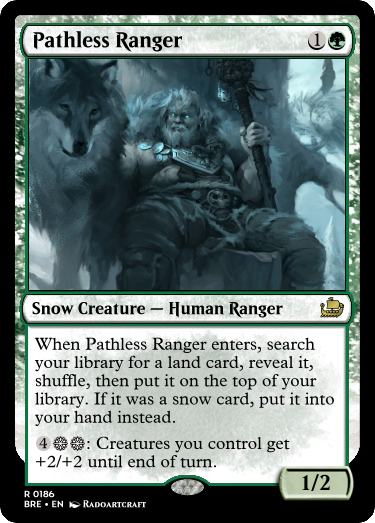 Pathless Ranger 1
Snow Creature — Human Ranger
When Pathless Ranger enters, search
your library for a land card, reveal it,
shuffle, then put it on the top of your
library. If it was a snow card, put it into
your hand instead.
4: Creatures you control get
+2/+2 until end of turn.
1/2
R 0186
BRE • EN Radoartcraft